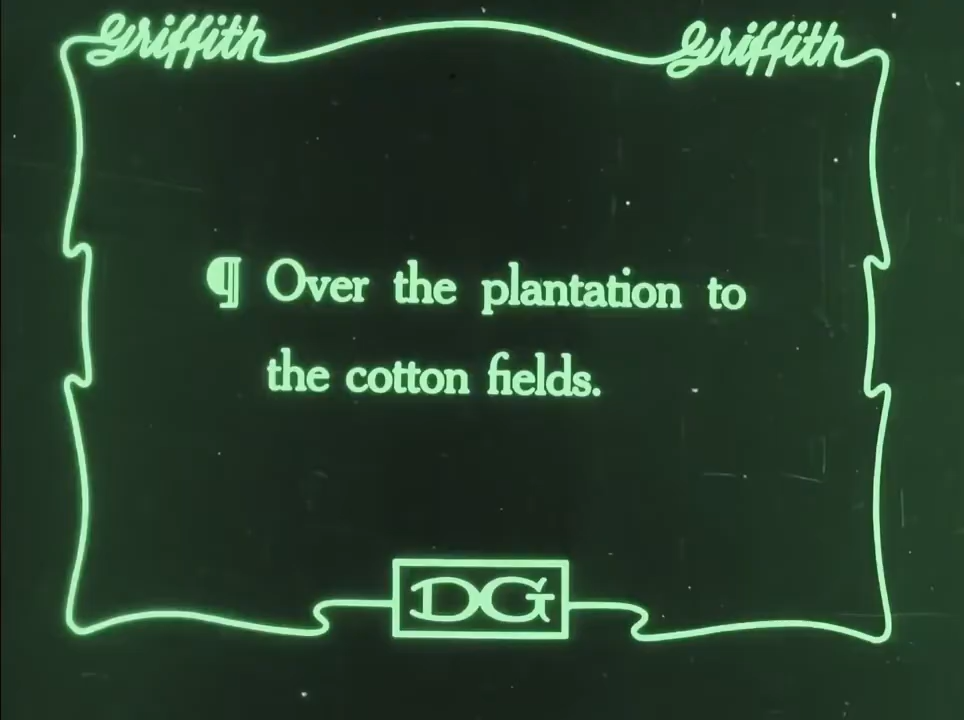 Griffith Griffith
¶ Over the plantation to
the cotton fields.
DG